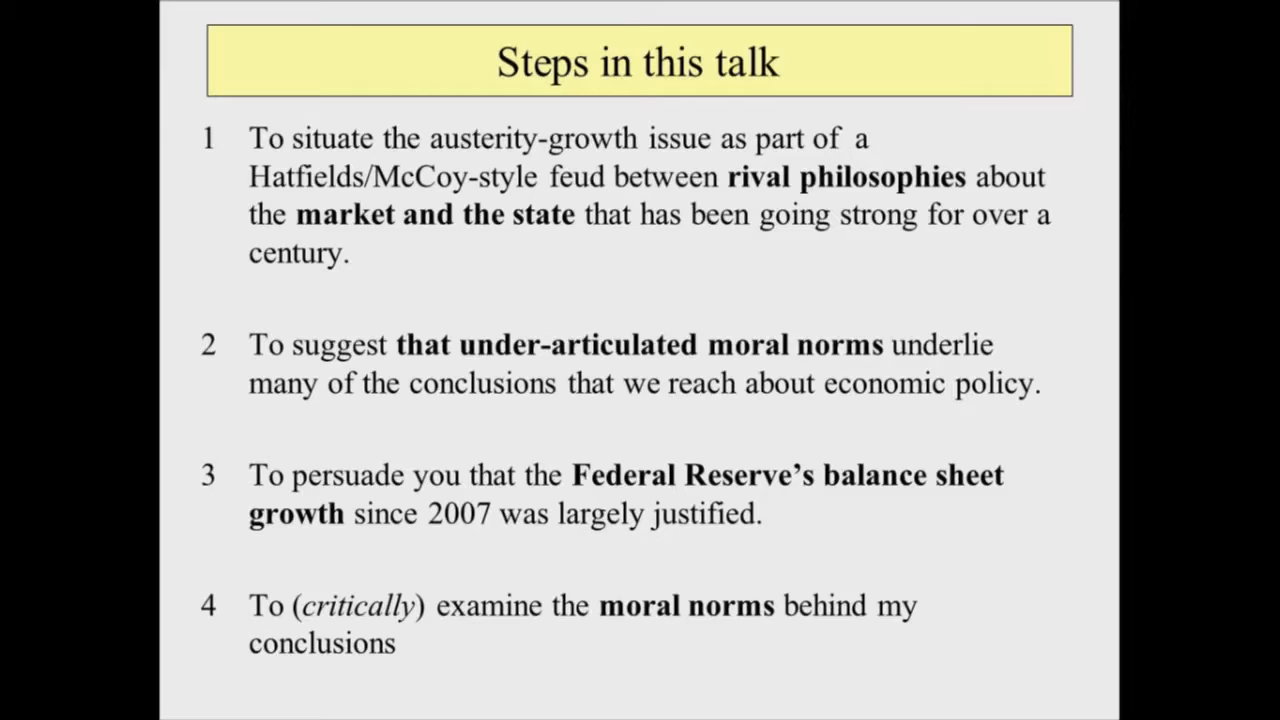 Steps in this talk
1 To situate the austerity-growth issue as part of a
Hatfields/McCoy-style feud between rival philosophies about
the market and the state that has been going strong for over a
century.
2 To suggest that under-articulated moral norms underlie
many of the conclusions that we reach about economic policy.
3 To persuade you that the Federal Reserve’s balance sheet
growth since 2007 was largely justified.
4 To (critically) examine the moral norms behind my
conclusions